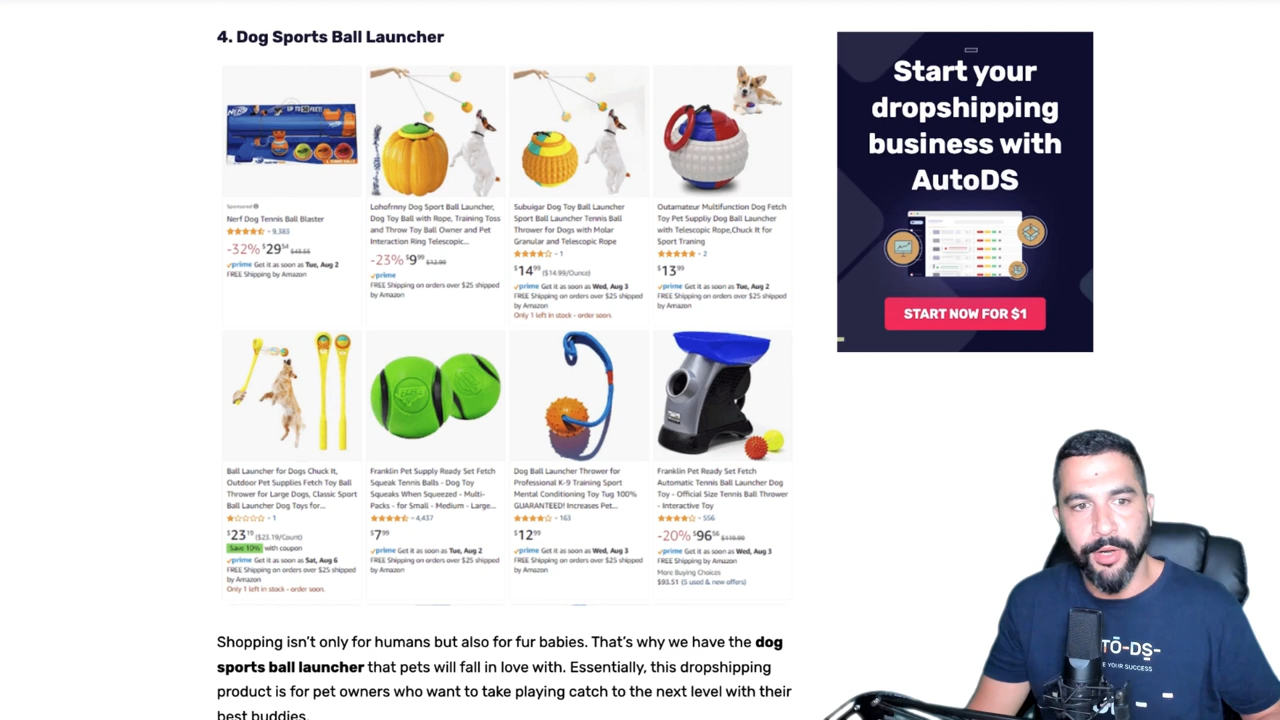 4. Dog Sports Ball Launcher
NERF
Sponsored
Nerf Dog Tennis Ball Blaster
9,383
-32% $29 54 $43.55
prime Get it as soon as Tue, Aug 2
FREE Shipping by Amazon
Lohofrnny Dog Sport Ball Launcher,
Dog Toy Ball with Rope, Training Toss
and Throw Toy Ball Owner and Pet
Interaction Ring Telescopic...
-23% $9 99 $12.99
prime
FREE Shipping on orders over $25 shipped
by Amazon
Subuigar Dog Toy Ball Launcher
Sport Ball Launcher Tennis Ball
Thrower for Dogs with Molar
Granular and Telescopic Rope
1
$14 99 ($14.99/Ounce)
prime Get it as soon as Wed, Aug 3
FREE Shipping on orders over $25 shipped
by Amazon
Only 1 left in stock - order soon.
Outamateur Multifunction Dog Fetch
Toy Pet Suppliy Dog Ball Launcher
with Telescopic Rope,Chuck It for
Sport Traning
2
$13 99
prime Get it as soon as Tue, Aug 2
FREE Shipping on orders over $25 shipped
by Amazon
Ball Launcher for Dogs Chuck It,
Outdoor Pet Supplies Fetch Toy Ball
Thrower for Large Dogs, Classic Sport
Ball Launcher Dog Toys for...
1
$23 19 ($23.19/Count)
Save 10% with coupon
prime Get it as soon as Sat, Aug 6
FREE Shipping on orders over $25 shipped
by Amazon
Only 1 left in stock - order soon.
Franklin Pet Supply Ready Set Fetch
Squeak Tennis Balls - Dog Toy
Squeaks When Squeezed - Multi-
Packs - for Small - Medium - Large...
4,437
$7 99
prime Get it as soon as Tue, Aug 2
FREE Shipping on orders over $25 shipped
by Amazon
Dog Ball Launcher Thrower for
Professional K-9 Training Sport
Mental Conditioning Toy Tug 100%
GUARANTEED! Increases Pet...
163
$12 99
prime Get it as soon as Wed, Aug 3
FREE Shipping on orders over $25 shipped
by Amazon
Franklin Pet Ready Set Fetch
Automatic Tennis Ball Launcher Dog
Toy - Official Size Tennis Ball Thrower
- Interactive Toy
556
-20% $96 56 $119.99
prime Get it as soon as Wed, Aug 3
FREE Shipping by Amazon
More Buying Choices
$93.51 (5 used & new offers)
Shopping isn't only for humans but also for fur babies. That's why we have the dog
sports ball launcher that pets will fall in love with. Essentially, this dropshipping
product is for pet owners who want to take playing catch to the next level with their
best buddies.
Start your
dropshipping
business with
AutoDS
START NOW FOR $1
TŌ-DS-
E YOUR SUCCESS